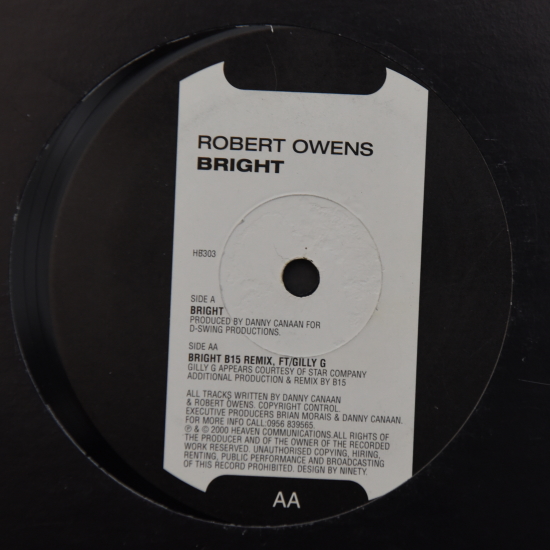 ROBERT OWENS
BRIGHT
HB303
SIDE A
BRIGHT
PRODUCED BY DANNY CANAAN FOR
D-SWING PRODUCTIONS.
SIDE AA
BRIGHT B15 REMIX, FT/GILLY G
GILLY G APPEARS COURTESY OF STAR COMPANY
ADDITIONAL PRODUCTION & REMIX BY B15
ALL TRACKS WRITTEN BY DANNY CANAAN
& ROBERT OWENS. COPYRIGHT CONTROL.
EXECUTIVE PRODUCERS BRIAN MORAIS & DANNY CANAAN.
FOR MORE INFO CALL:0956 839565.
℗ & © 2000 HEAVEN COMMUNICATIONS.ALL RIGHTS OF
THE PRODUCER AND OF THE OWNER OF THE RECORDED
WORK RESERVED. UNAUTHORISED COPYING, HIRING,
RENTING, PUBLIC PERFORMANCE AND BROADCASTING
OF THIS RECORD PROHIBITED. DESIGN BY NINETY.
AA